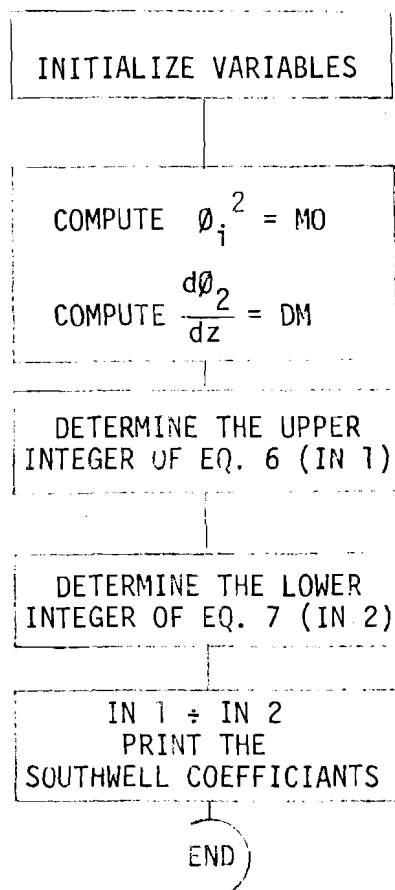 INITIALIZE VARIABLES
COMPUTE Ø_i^2 = MO
COMPUTE dØ_2/dz = DM
DETERMINE THE UPPER
INTEGER OF EQ. 6 (IN 1)
DETERMINE THE LOWER
INTEGER OF EQ. 7 (IN 2)
IN 1 ÷ IN 2
PRINT THE
SOUTHWELL COEFFICIANTS
END